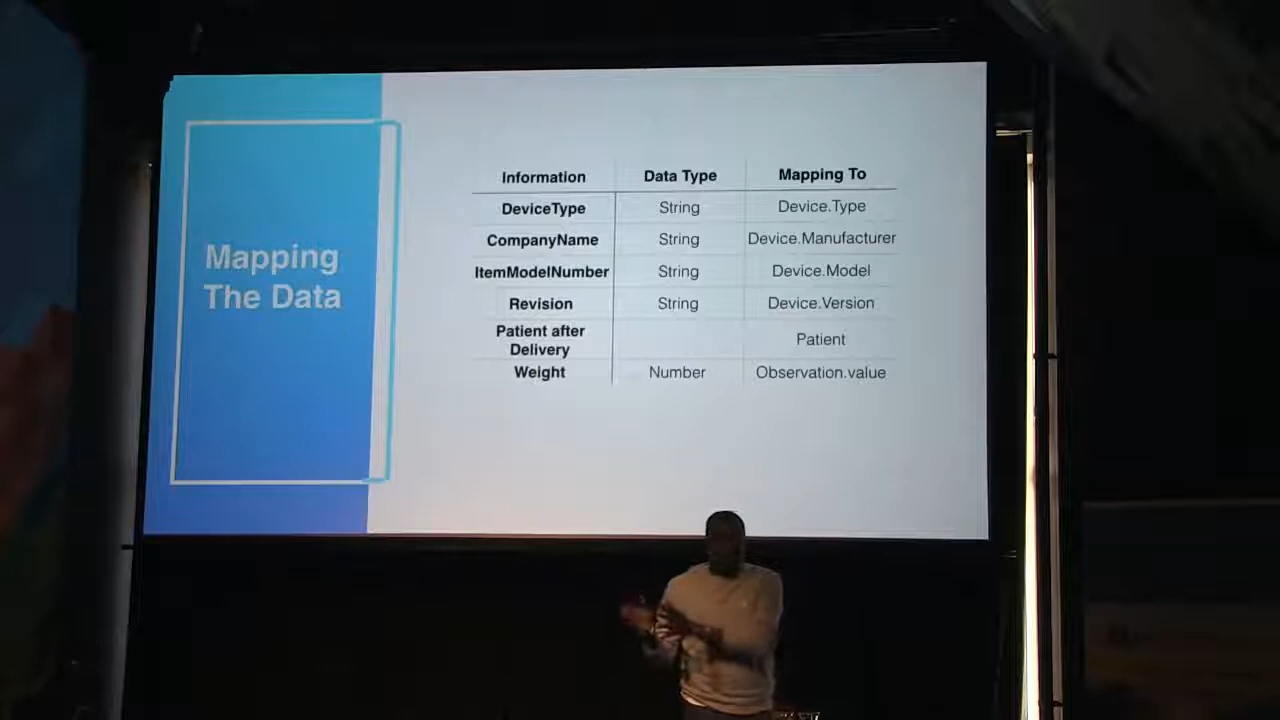 Mapping
The Data
Information Data Type Mapping To
DeviceType String Device.Type
CompanyName String Device.Manufacturer
ItemModelNumber String Device.Model
Revision String Device.Version
Patient after
Delivery Patient
Weight Number Observation.value